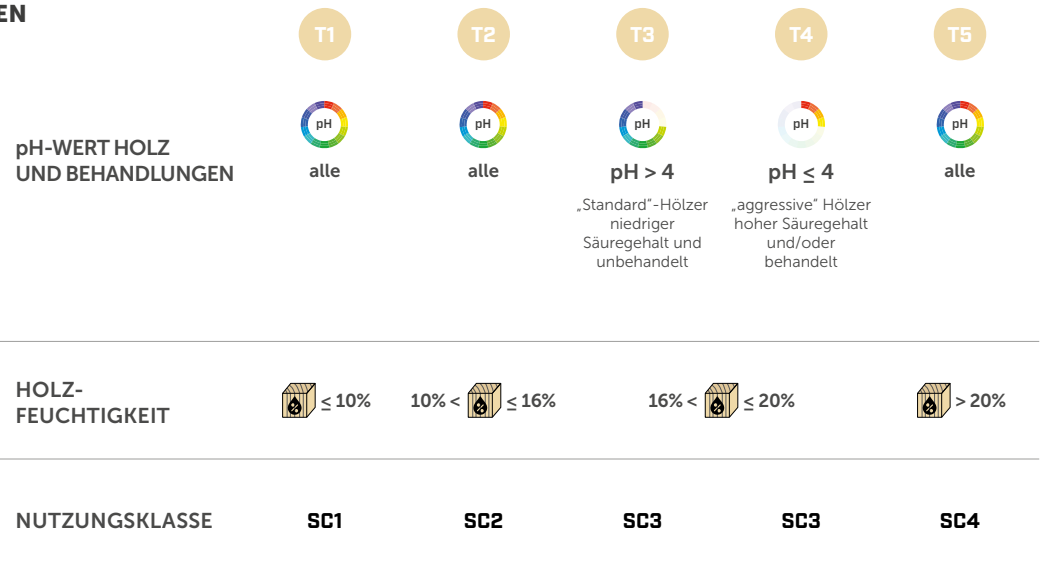 EN
T1 T2 T3 T4 T5
pH pH pH pH pH
pH-WERT HOLZ
UND BEHANDLUNGEN
alle alle pH > 4 pH ≤ 4 alle
„Standard"-Hölzer
niedriger
Säuregehalt und
unbehandelt
„aggressive" Hölzer
hoher Säuregehalt
und/oder
behandelt
HOLZ-
FEUCHTIGKEIT
% ≤ 10% 10% < % ≤ 16% 16% < % ≤ 20% % > 20%
NUTZUNGSKLASSE SC1 SC2 SC3 SC3 SC4